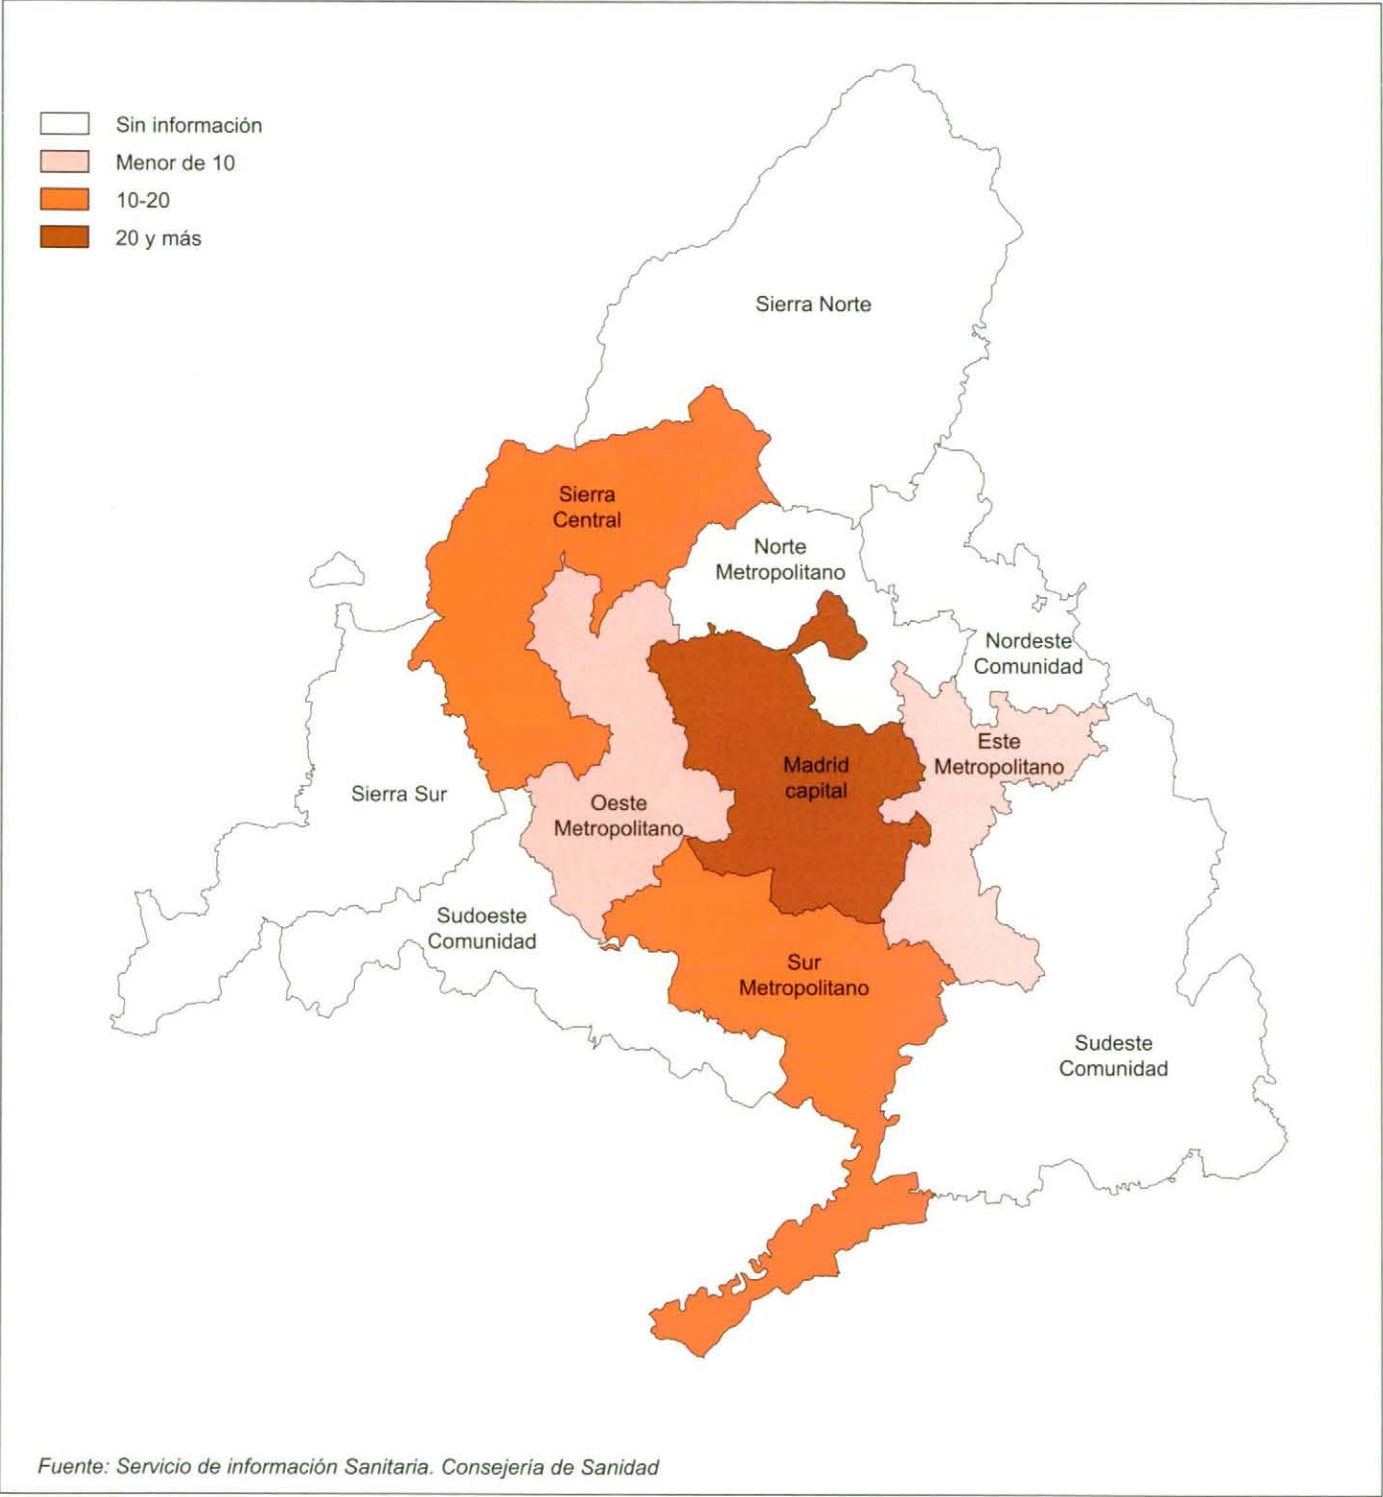 Sin información
Menor de 10
10-20
20 y más
Sierra Norte
Sierra
Central
Norte
Metropolitano
Nordeste
Comunidad
Este
Metropolitano
Madrid
capital
Sierra Sur
Oeste
Metropolitano
Sudoeste
Comunidad
Sur
Metropolitano
Sudeste
Comunidad
Fuente: Servicio de información Sanitaria. Consejería de Sanidad